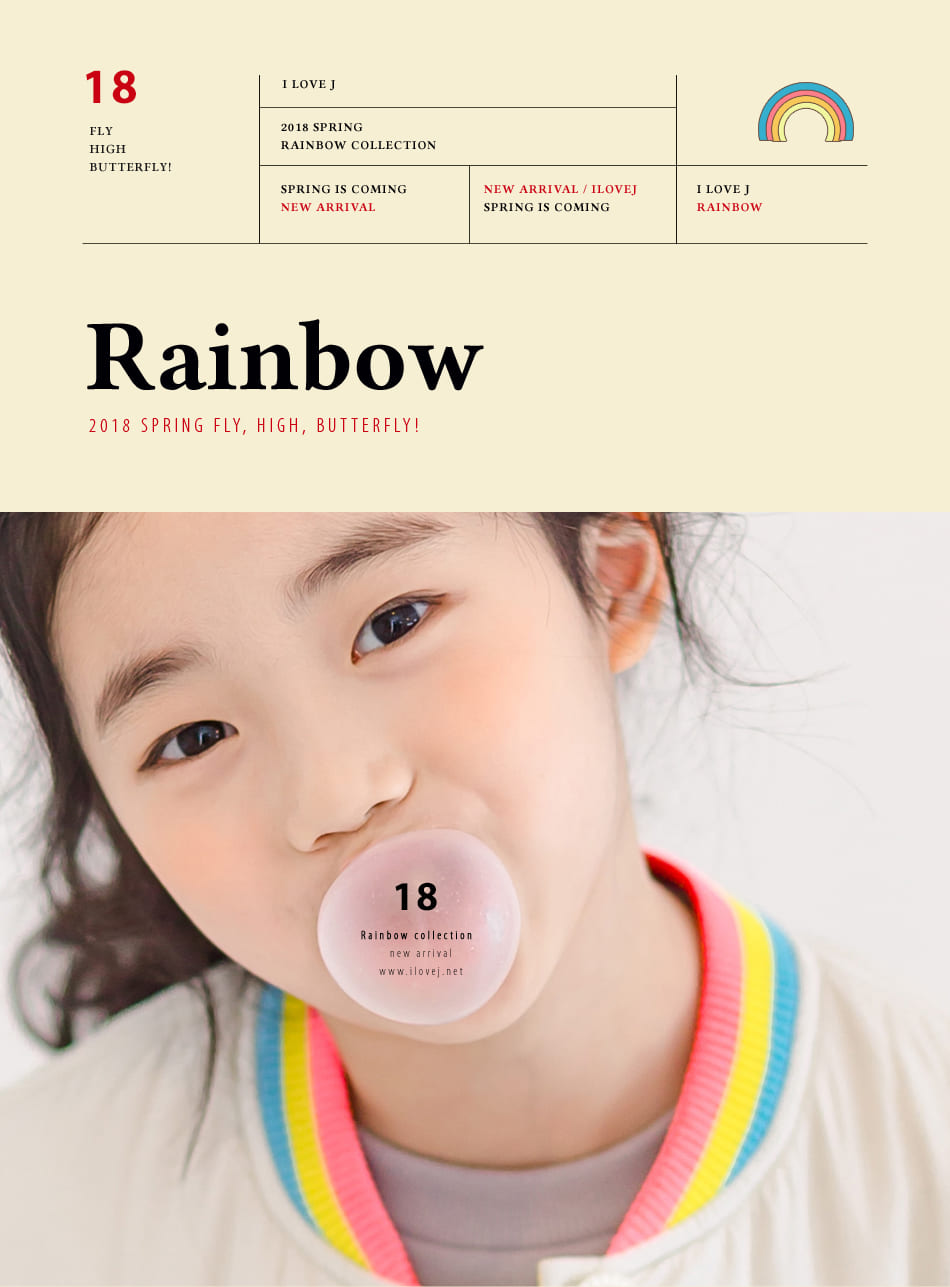 18
FLY
HIGH
BUTTERFLY!
I LOVE J
2018 SPRING
RAINBOW COLLECTION
SPRING IS COMING
NEW ARRIVAL
NEW ARRIVAL / ILOVEJ
SPRING IS COMING
I LOVE J
RAINBOW
Rainbow
2018 SPRING FLY, HIGH, BUTTERFLY!
18
Rainbow collection
new arrival
www.ilovej.net